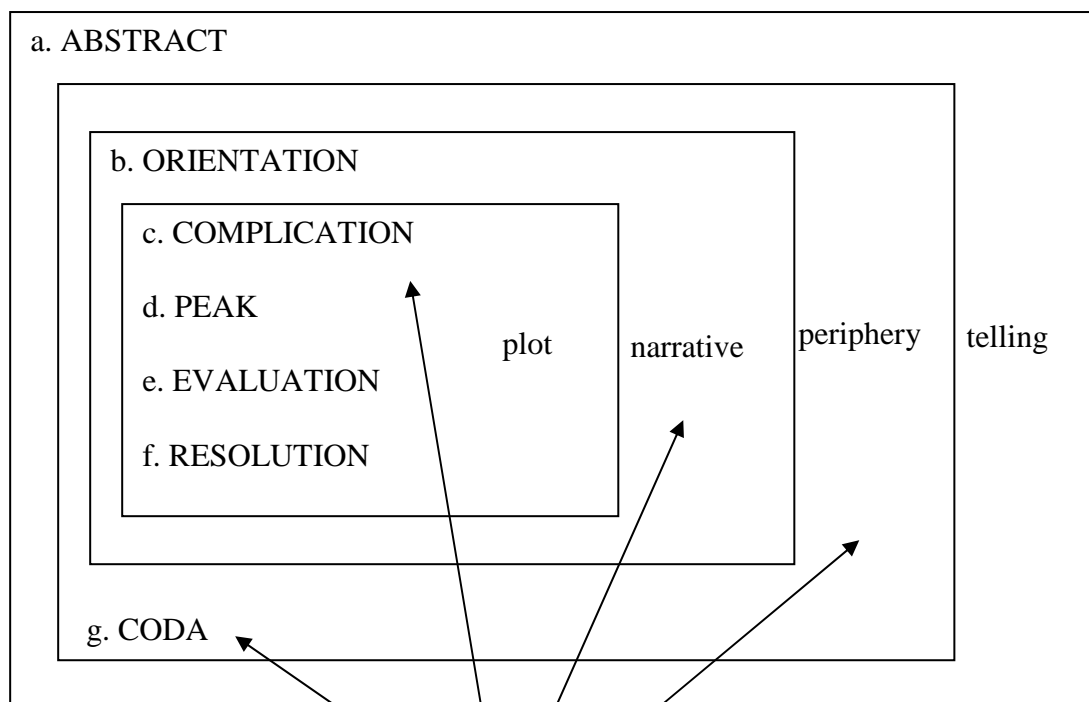 a. ABSTRACT
b. ORIENTATION
c. COMPLICATION
d. PEAK
plot
narrative
periphery
telling
e. EVALUATION
f. RESOLUTION
g. CODA